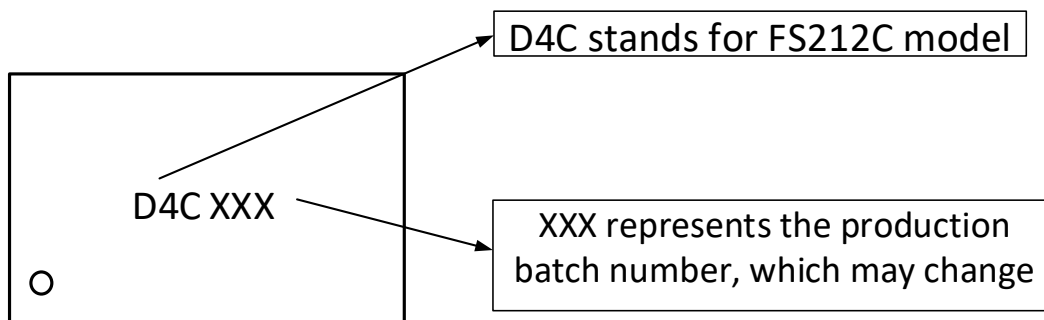 D4C stands for FS212C model
D4C XXX
XXX represents the production
batch number, which may change